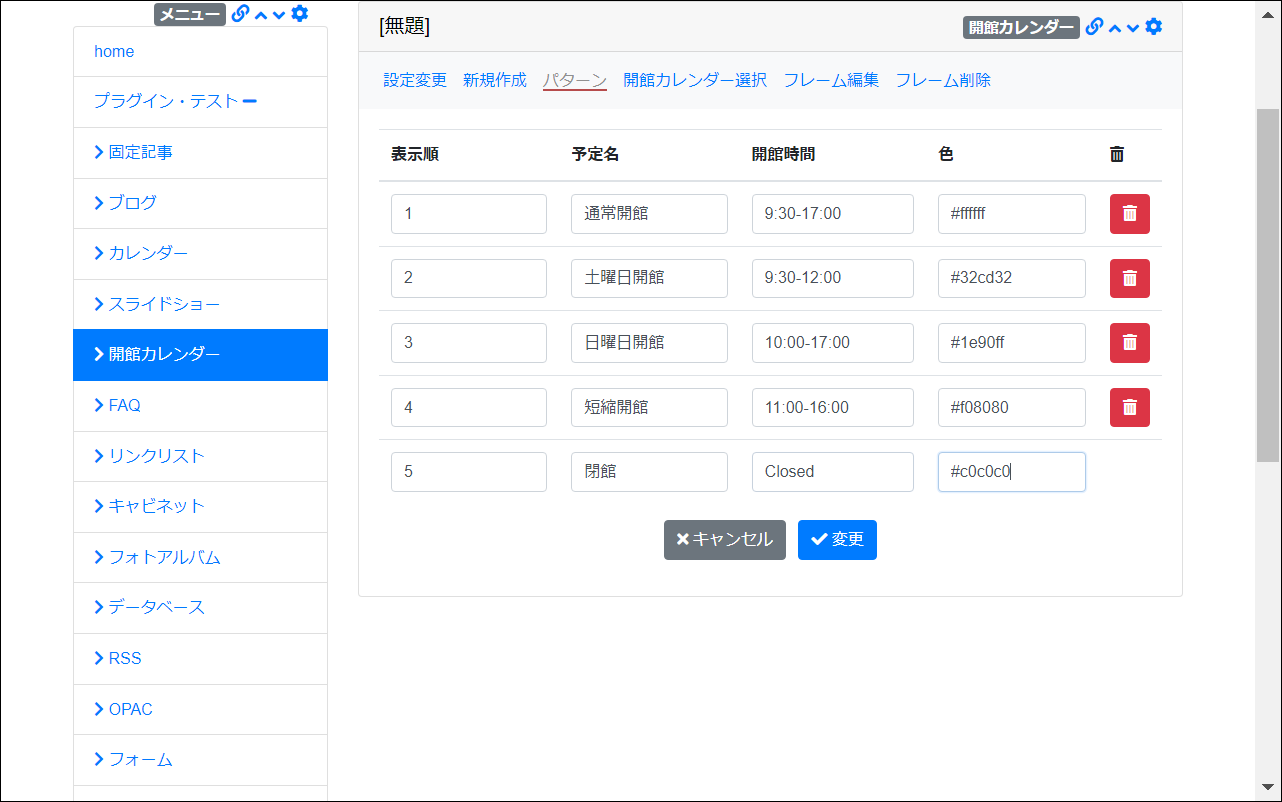 メニュー
home
プラグイン・テスト
固定記事
ブログ
カレンダー
スライドショー
開館カレンダー
FAQ
リンクリスト
キャビネット
フォトアルバム
データベース
RSS
OPAC
フォーム
[無題]
開館カレンダー
設定変更 新規作成 パターン 開館カレンダー選択 フレーム編集 フレーム削除
表示順 予定名 開館時間 色
1 通常開館 9:30-17:00 #ffffff
2 土曜日開館 9:30-12:00 #32cd32
3 日曜日開館 10:00-17:00 #1e90ff
4 短縮開館 11:00-16:00 #f08080
5 閉館 Closed #c0c0c0
キャンセル 変更